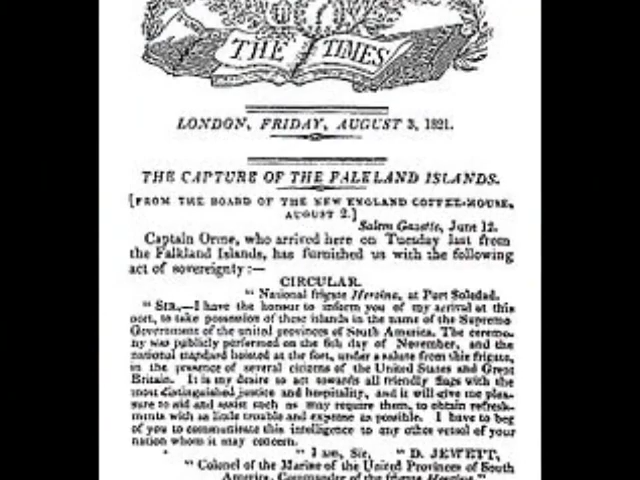 THE TIMES
LONDON, FRIDAY, AUGUST 3, 1821.
THE CAPTURE OF THE FALKLAND ISLANDS.
[FROM THE BOARD OF THE NEW ENGLAND COFFEE-HOUSE,
AUGUST 2.]
Salem Gazette, June 12.
Captain Orme, who arrived here on Tuesday last from
the Falkland Islands, has furnished us with the following
act of sovereignty :—
CIRCULAR.
" National frigate Heroina, at Port Soledad.
" SIR,—I have the honour to inform you of my arrival at this
port, to take possession of these islands in the name of the Supreme
Government of the united provinces of South America. The ceremo-
ny was publicly performed on the 6th day of November, and the
national standard hoisted at the fort, under a salute from this frigate,
in the presence of several citizens of the United States and Great
Britain. It is my desire to act towards all friendly flags with the
most distinguished justice and hospitality, and it will give me plea-
sure to aid and assist such as may require them, to obtain refresh-
ments with as little trouble and expense as possible. I have to beg
of you to communicate this intelligence to any other vessel of your
nation whom it may concern.
" I am, Sir, " D. JEWETT,
" Colonel of the Marine of the United Provinces of South
America, Commander of the frigate Heroina."